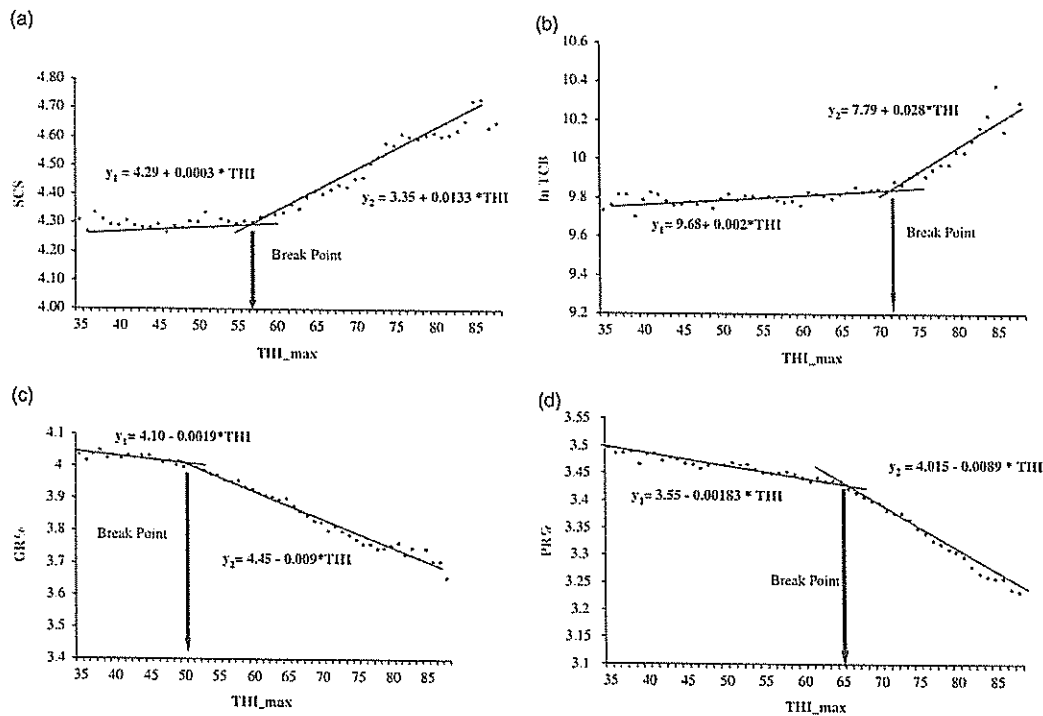 (a)
4.80
4.70
4.60
4.50
4.40
4.30
4.20
4.10
4.00
SCS
y₁= 4.29 + 0.0003 * THI
y₂= 3.35 + 0.0133 *THI
Break Point
35 40 45 50 55 60 65 70 75 80 85
THI_max
(b)
10.6
10.4
10.2
10
9.8
9.6
9.4
9.2
ln TCB
y₂= 7.79 + 0.028*THI
y₁= 9.68+ 0.002*THI
Break Point
35 40 45 50 55 60 65 70 75 80 85
THI_max
(c)
4.1
4
3.9
3.8
3.7
3.6
3.5
3.4
GR%
y₁= 4.10 - 0.0019*THI
Break Point
y₂= 4.45 - 0.009*THI
35 40 45 50 55 60 65 70 75 80 85
THI_max
(d)
3.55
3.5
3.45
3.4
3.35
3.3
3.25
3.2
3.15
3.1
PR%
y₂= 4.015 - 0.0089 * THI
y₁= 3.55 - 0.00183 * THI
Break Point
35 40 45 50 55 60 65 70 75 80 85
THI_max